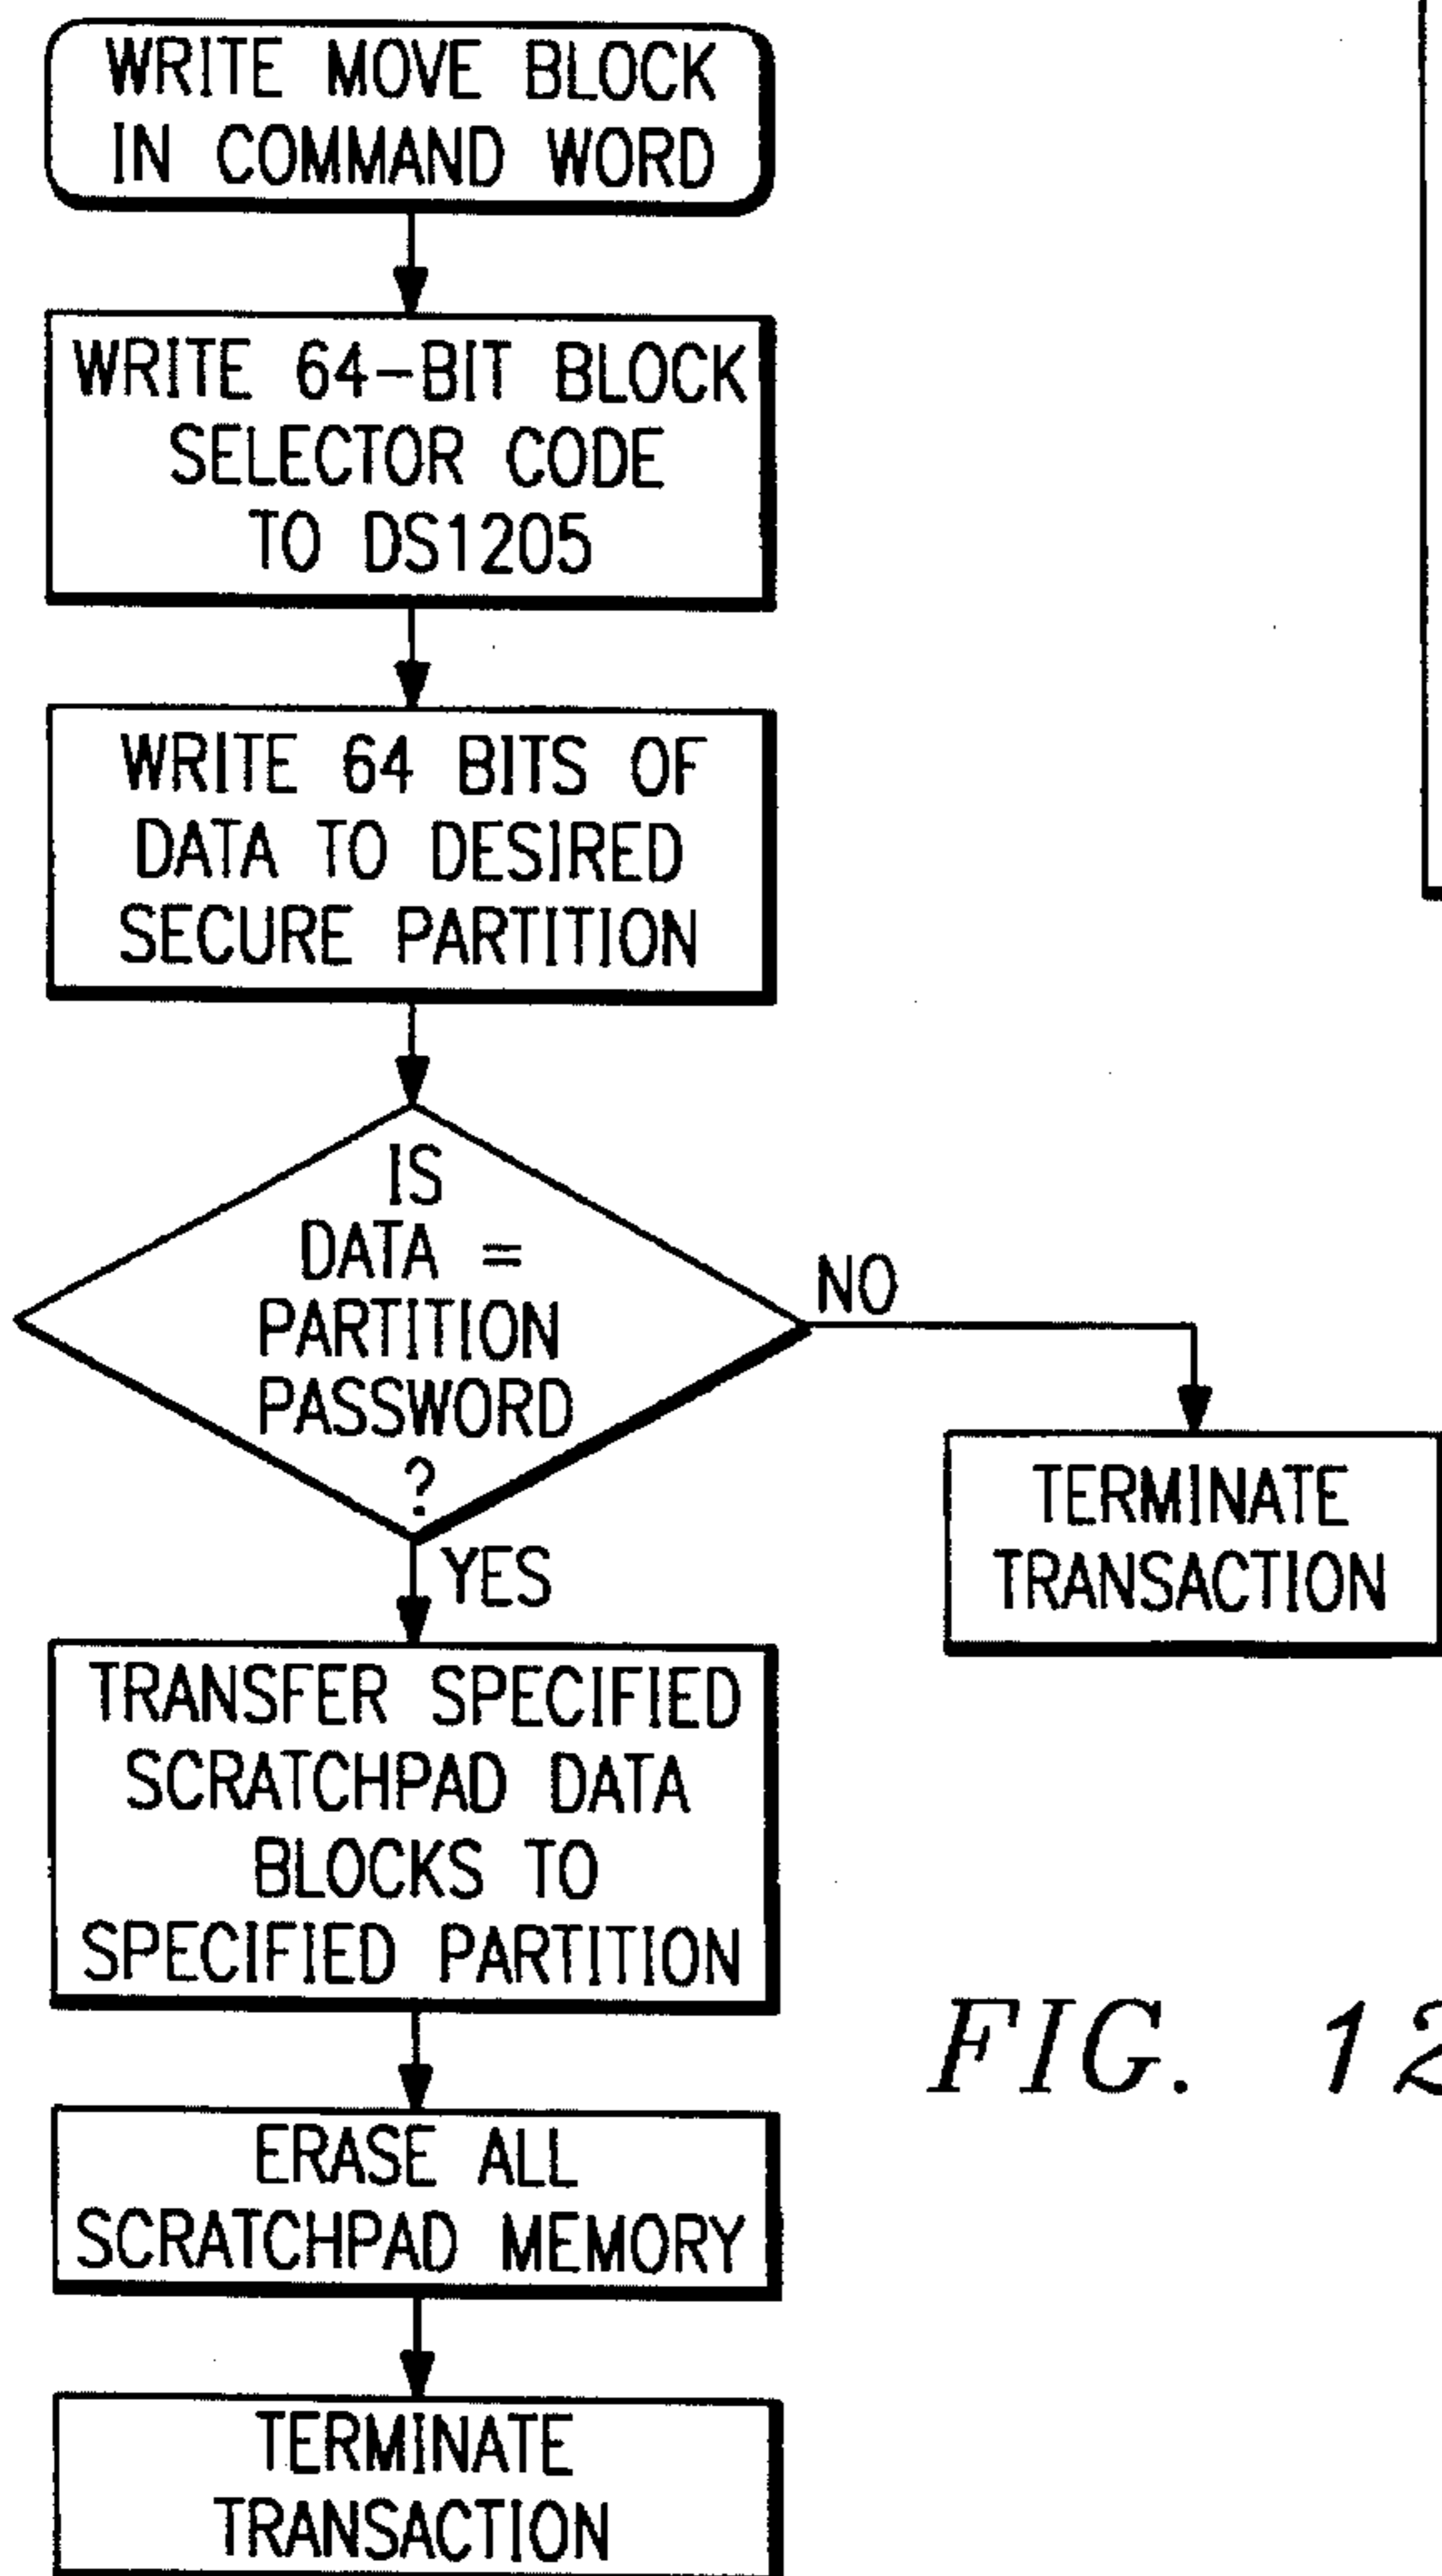 WRITE MOVE BLOCK
IN COMMAND WORD
WRITE 64-BIT BLOCK
SELECTOR CODE
TO DS1205
WRITE 64 BITS OF
DATA TO DESIRED
SECURE PARTITION
IS
DATA =
PARTITION
PASSWORD
?
NO
YES
TERMINATE
TRANSACTION
TRANSFER SPECIFIED
SCRATCHPAD DATA
BLOCKS TO
SPECIFIED PARTITION
ERASE ALL
SCRATCHPAD MEMORY
TERMINATE
TRANSACTION
FIG. 12